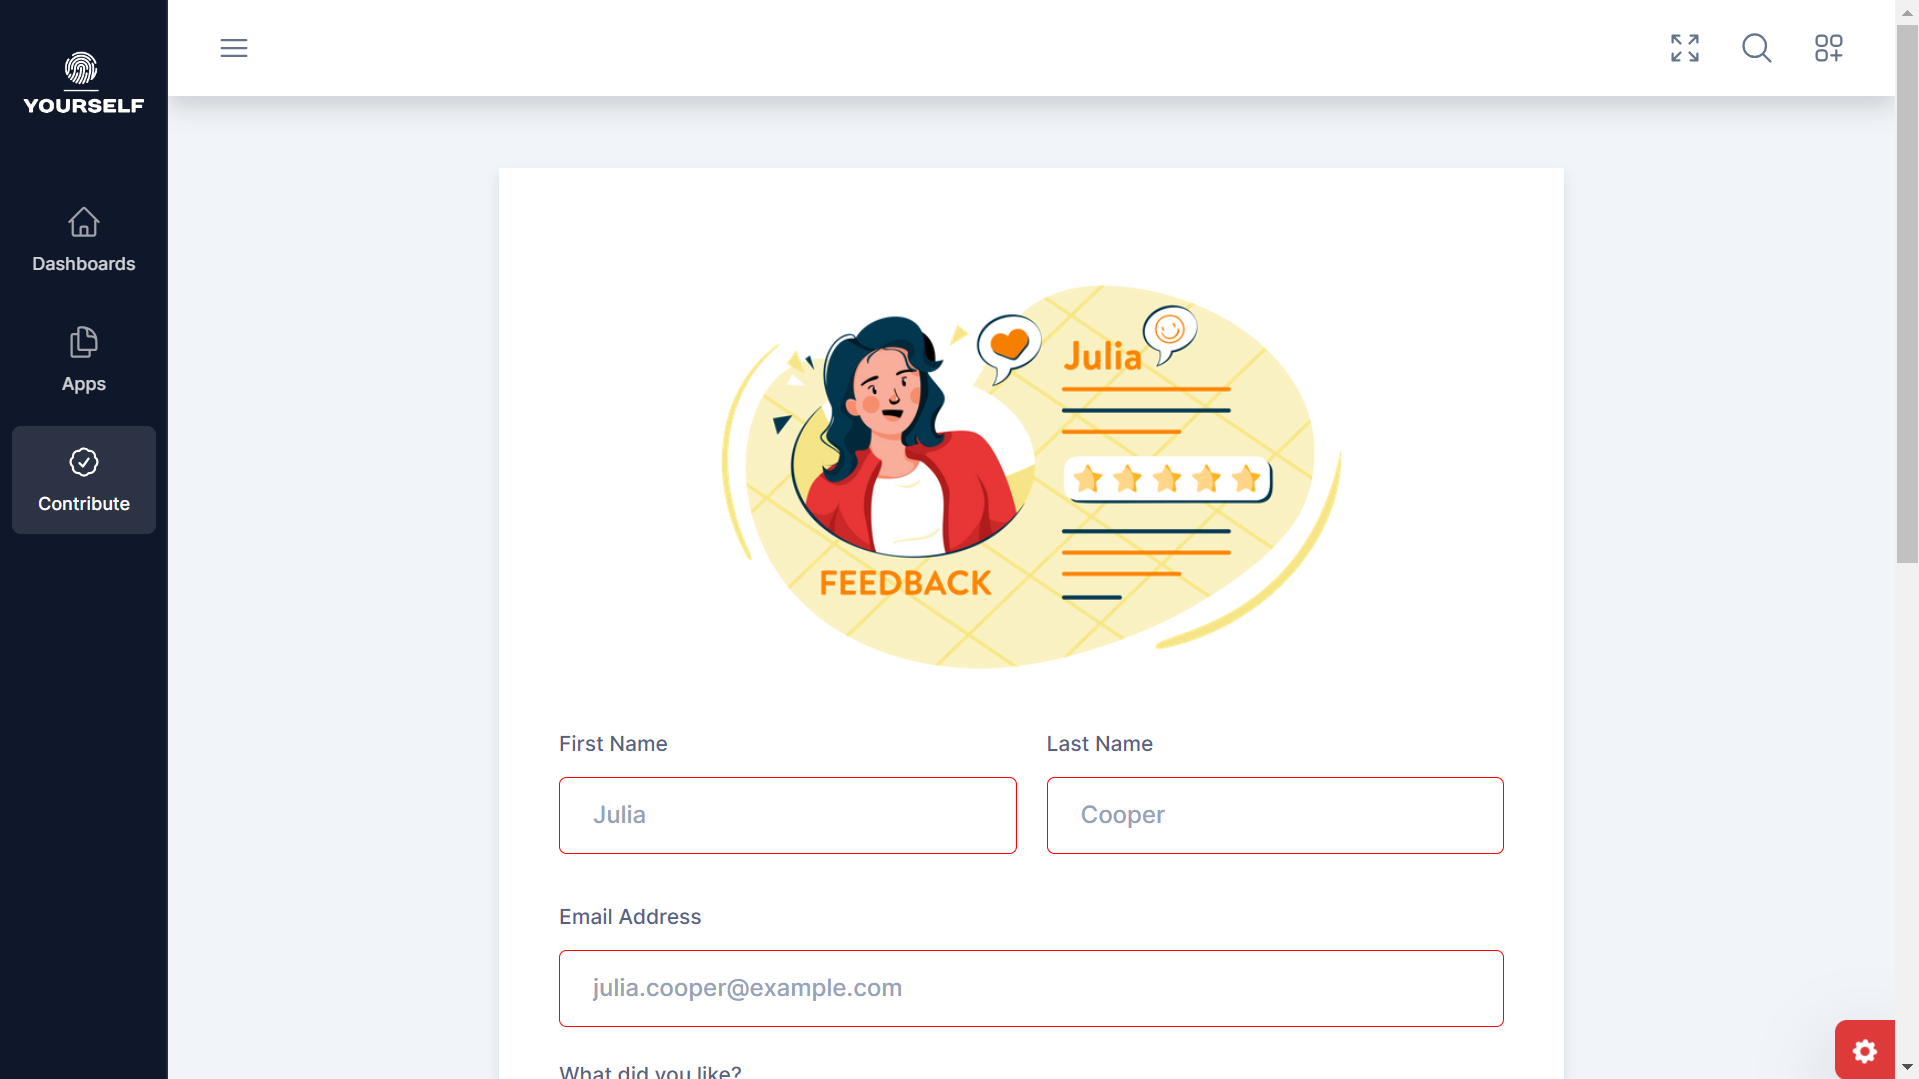 YOURSELF
Dashboards
Apps
Contribute
Julia
FEEDBACK
First Name
Last Name
Julia
Cooper
Email Address
julia.cooper@example.com
What did you like?